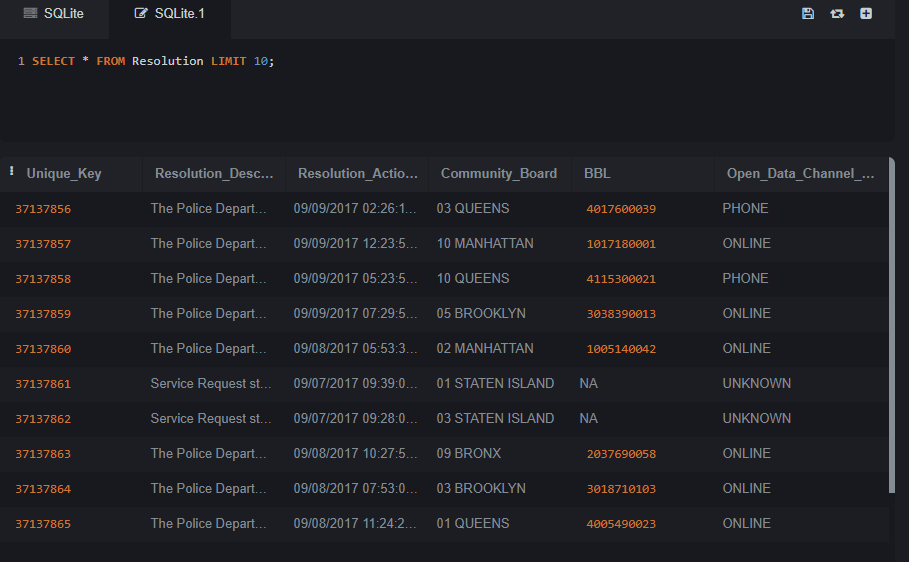 SQLite SQLite.1
1 SELECT * FROM Resolution LIMIT 10;
Unique_Key Resolution_Desc... Resolution_Actio... Community_Board BBL Open_Data_Channel_...
37137856 The Police Depart... 09/09/2017 02:26:1... 03 QUEENS 4017600039 PHONE
37137857 The Police Depart... 09/09/2017 12:23:5... 10 MANHATTAN 1017180001 ONLINE
37137858 The Police Depart... 09/09/2017 05:23:5... 10 QUEENS 4115300021 PHONE
37137859 The Police Depart... 09/09/2017 07:29:5... 05 BROOKLYN 3038390013 ONLINE
37137860 The Police Depart... 09/08/2017 05:53:3... 02 MANHATTAN 1005140042 ONLINE
37137861 Service Request st... 09/07/2017 09:39:0... 01 STATEN ISLAND NA UNKNOWN
37137862 Service Request st... 09/07/2017 09:28:0... 03 STATEN ISLAND NA UNKNOWN
37137863 The Police Depart... 09/08/2017 10:27:5... 09 BRONX 2037690058 ONLINE
37137864 The Police Depart... 09/08/2017 07:53:0... 03 BROOKLYN 3018710103 ONLINE
37137865 The Police Depart... 09/08/2017 11:24:2... 01 QUEENS 4005490023 ONLINE